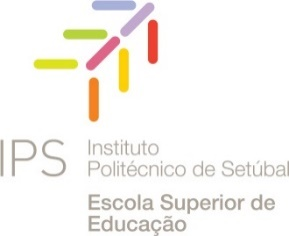 IPS
Instituto
Politécnico de Setúbal
Escola Superior de
Educação